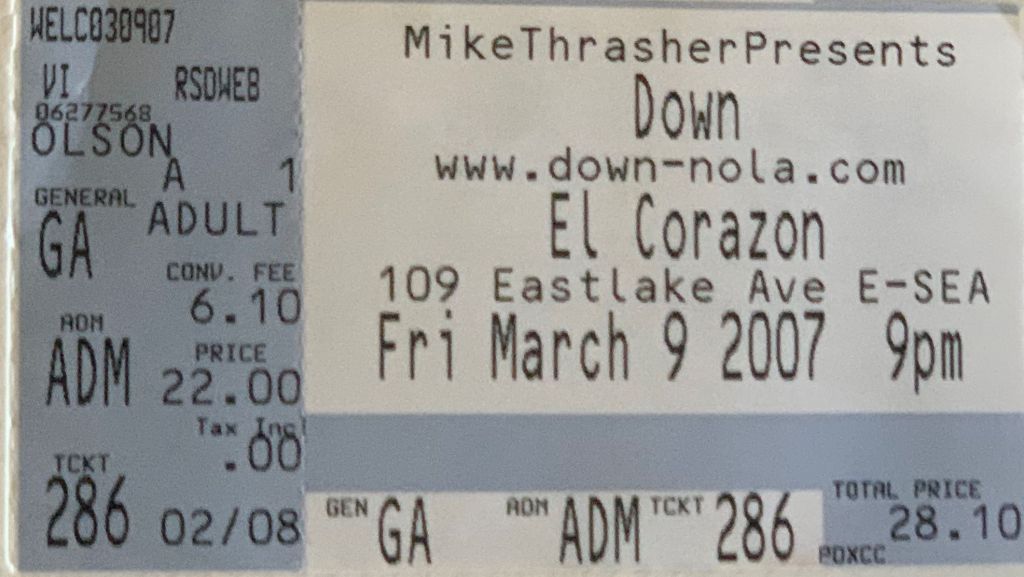 WELC030907
VI RSDWEB
06277568
OLSON
A 1
GENERAL
GA ADULT
CONV. FEE
6.10
ADM
ADM
PRICE
22.00
Tax Incl
.00
TCKT
286 02/08
MikeThrasherPresents
Down
www.down-nola.com
El Corazon
109 Eastlake Ave E-SEA
Fri March 9 2007 9pm
GEN GA ADM ADM TCKT 286
TOTAL PRICE
28.10
PDXCC